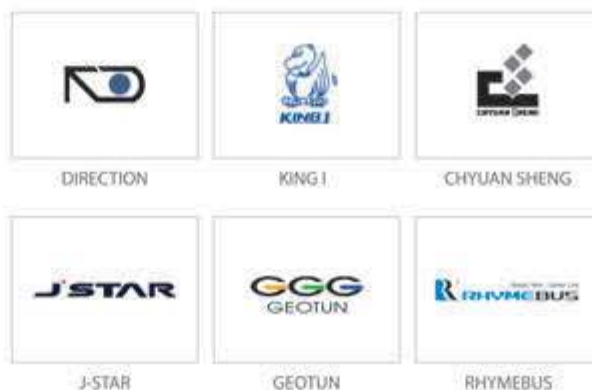 KING I
CHYUAN SHENG
DIRECTION
KING I
CHYUAN SHENG
J STAR
GGG
GEOTUN
RHYMEBUS
J-STAR
GEOTUN
RHYMEBUS